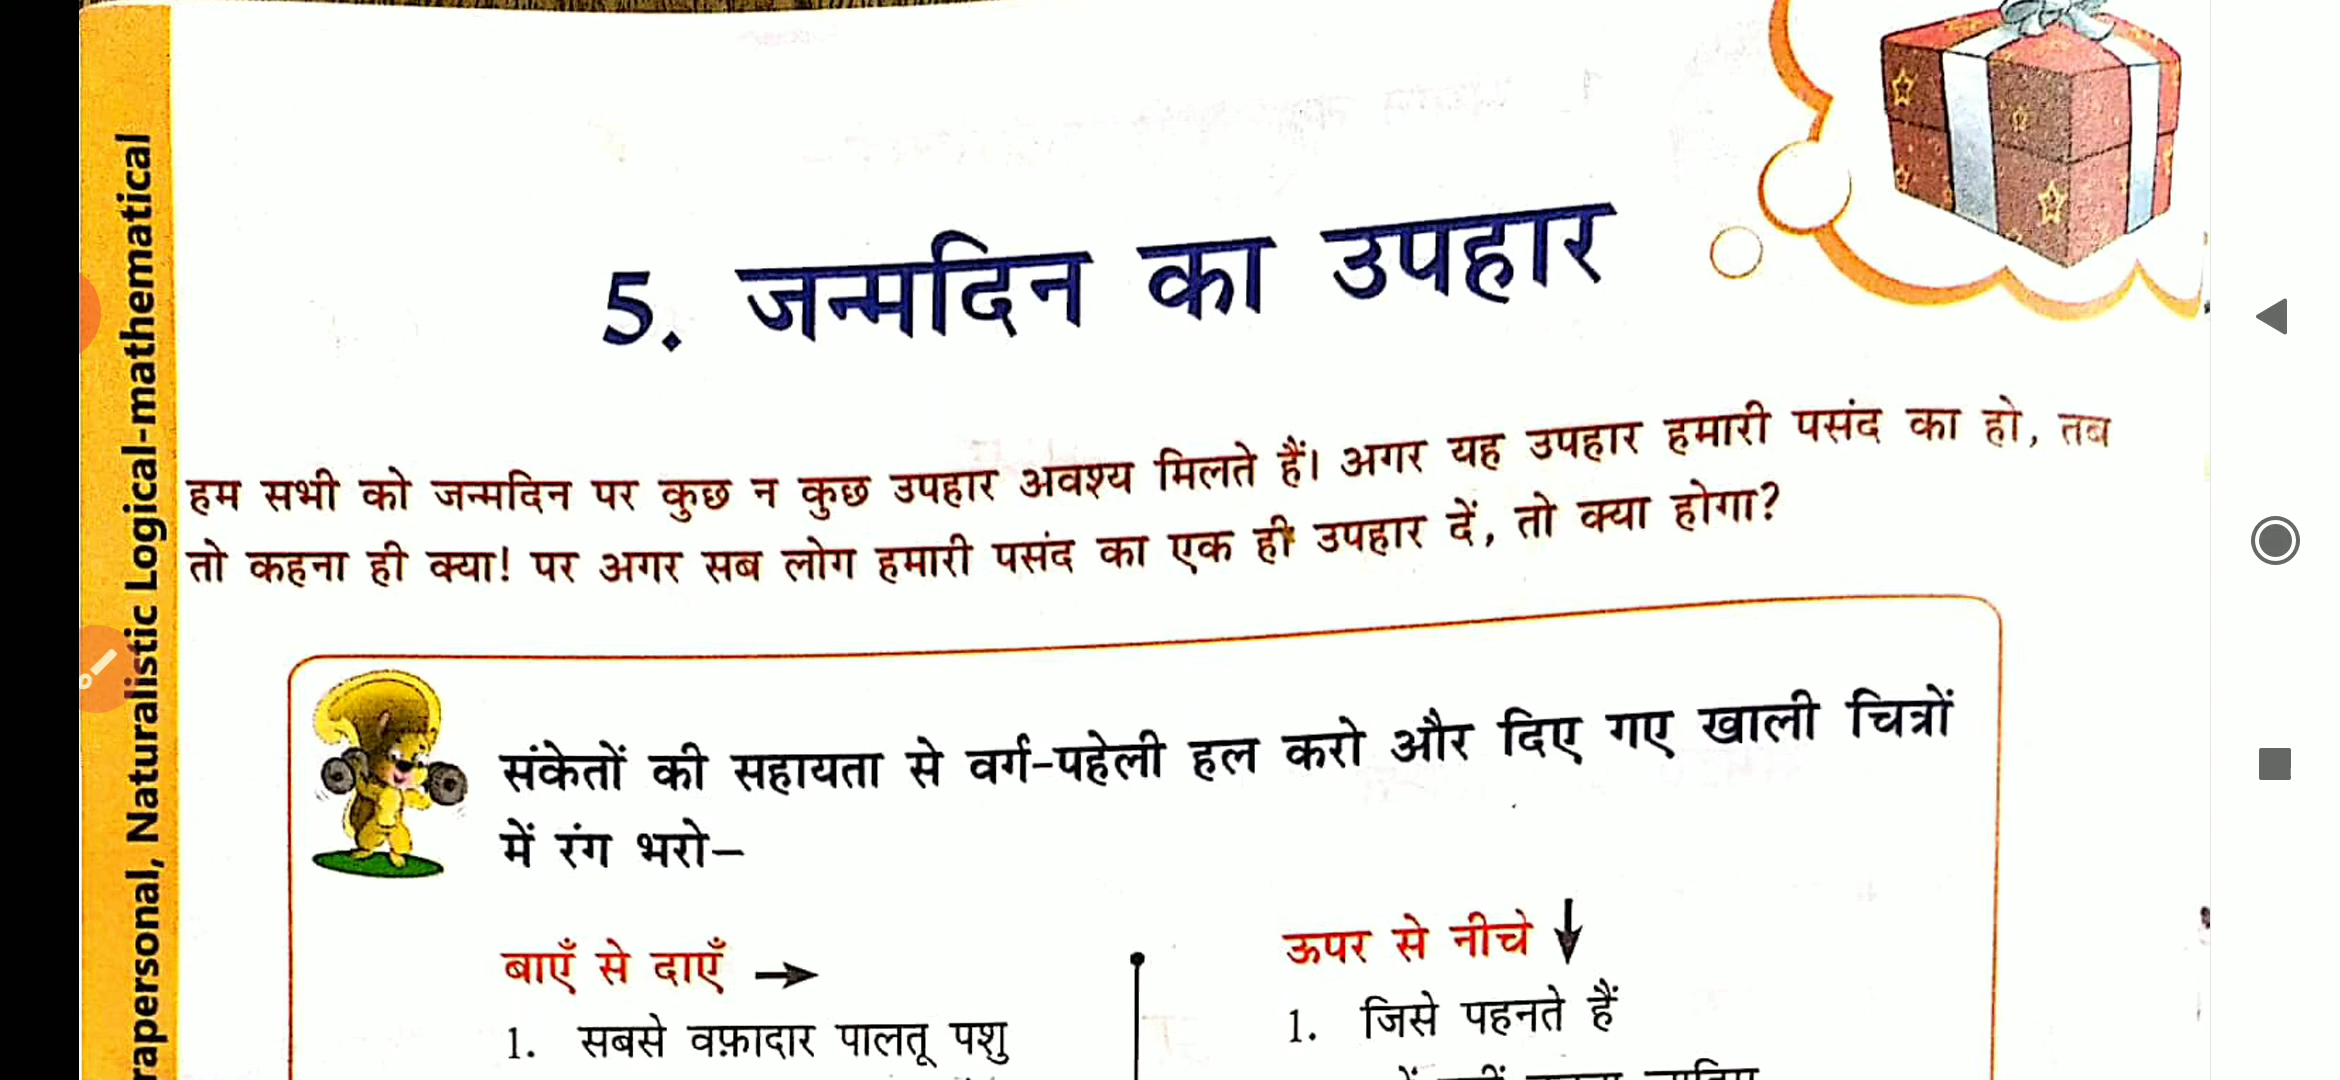 rapersonal, Naturalistic Logical-mathematical
5. जन्मदिन का उपहार
हम सभी को जन्मदिन पर कुछ न कुछ उपहार अवश्य मिलते हैं। अगर यह उपहार हमारी पसंद का हो, तब
तो कहना ही क्या! पर अगर सब लोग हमारी पसंद का एक ही उपहार दें, तो क्या होगा?
संकेतों की सहायता से वर्ग-पहेली हल करो और दिए गए खाली चित्रों
में रंग भरो–
बाएँ से दाएँ →
1. सबसे वफ़ादार पालतू पशु
ऊपर से नीचे ↓
1. जिसे पहनते हैं